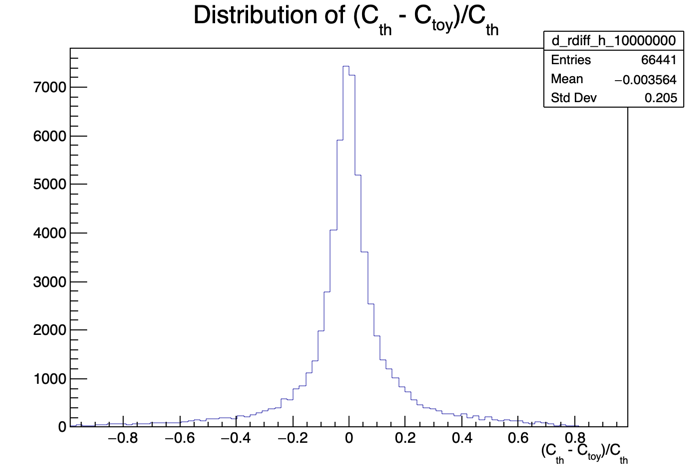 Distribution of (C_th - C_toy)/C_th
d_rdiff_h_10000000
Entries 66441
Mean −0.003564
Std Dev 0.205
7000
6000
5000
4000
3000
2000
1000
0
−0.8 −0.6 −0.4 −0.2 0 0.2 0.4 0.6 0.8
(C_th - C_toy)/C_th